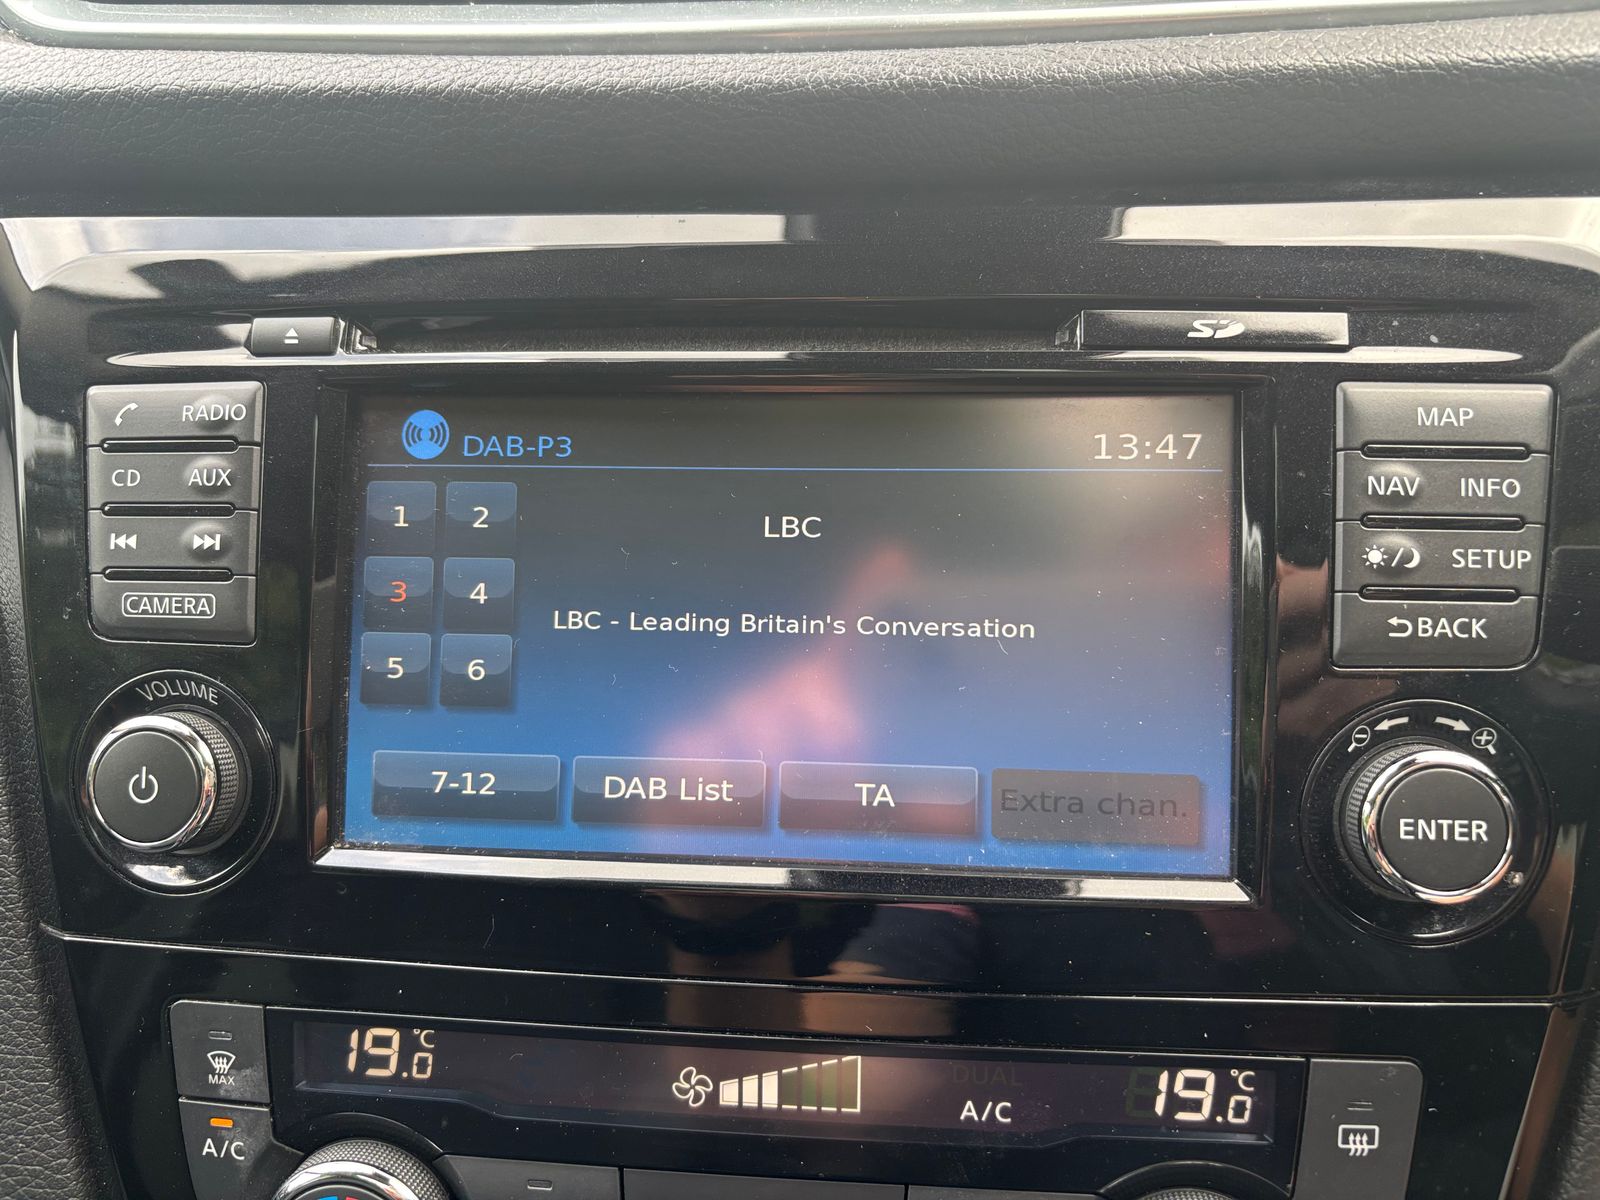 SD
RADIO
CD AUX
CAMERA
VOLUME
DAB-P3 13:47
1 2
3 4
5 6
LBC
LBC - Leading Britain's Conversation
7-12 DAB List TA Extra chan.
MAP
NAV INFO
SETUP
BACK
ENTER
MAX
A/C
19.0 °C
DUAL
A/C
19.0 °C